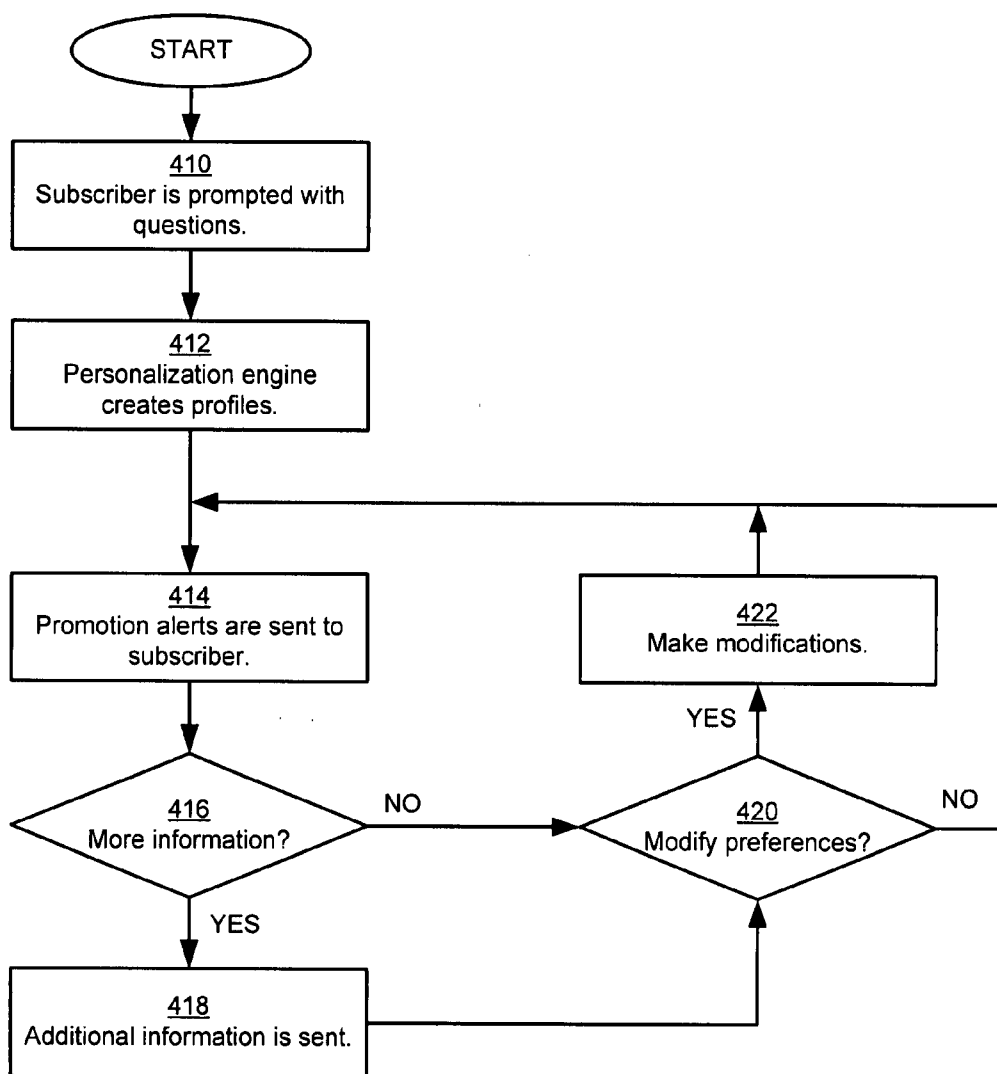 START
410
Subscriber is prompted with
questions.
412
Personalization engine
creates profiles.
414
Promotion alerts are sent to
subscriber.
422
Make modifications.
YES
416
More information?
NO
420
Modify preferences?
NO
YES
418
Additional information is sent.